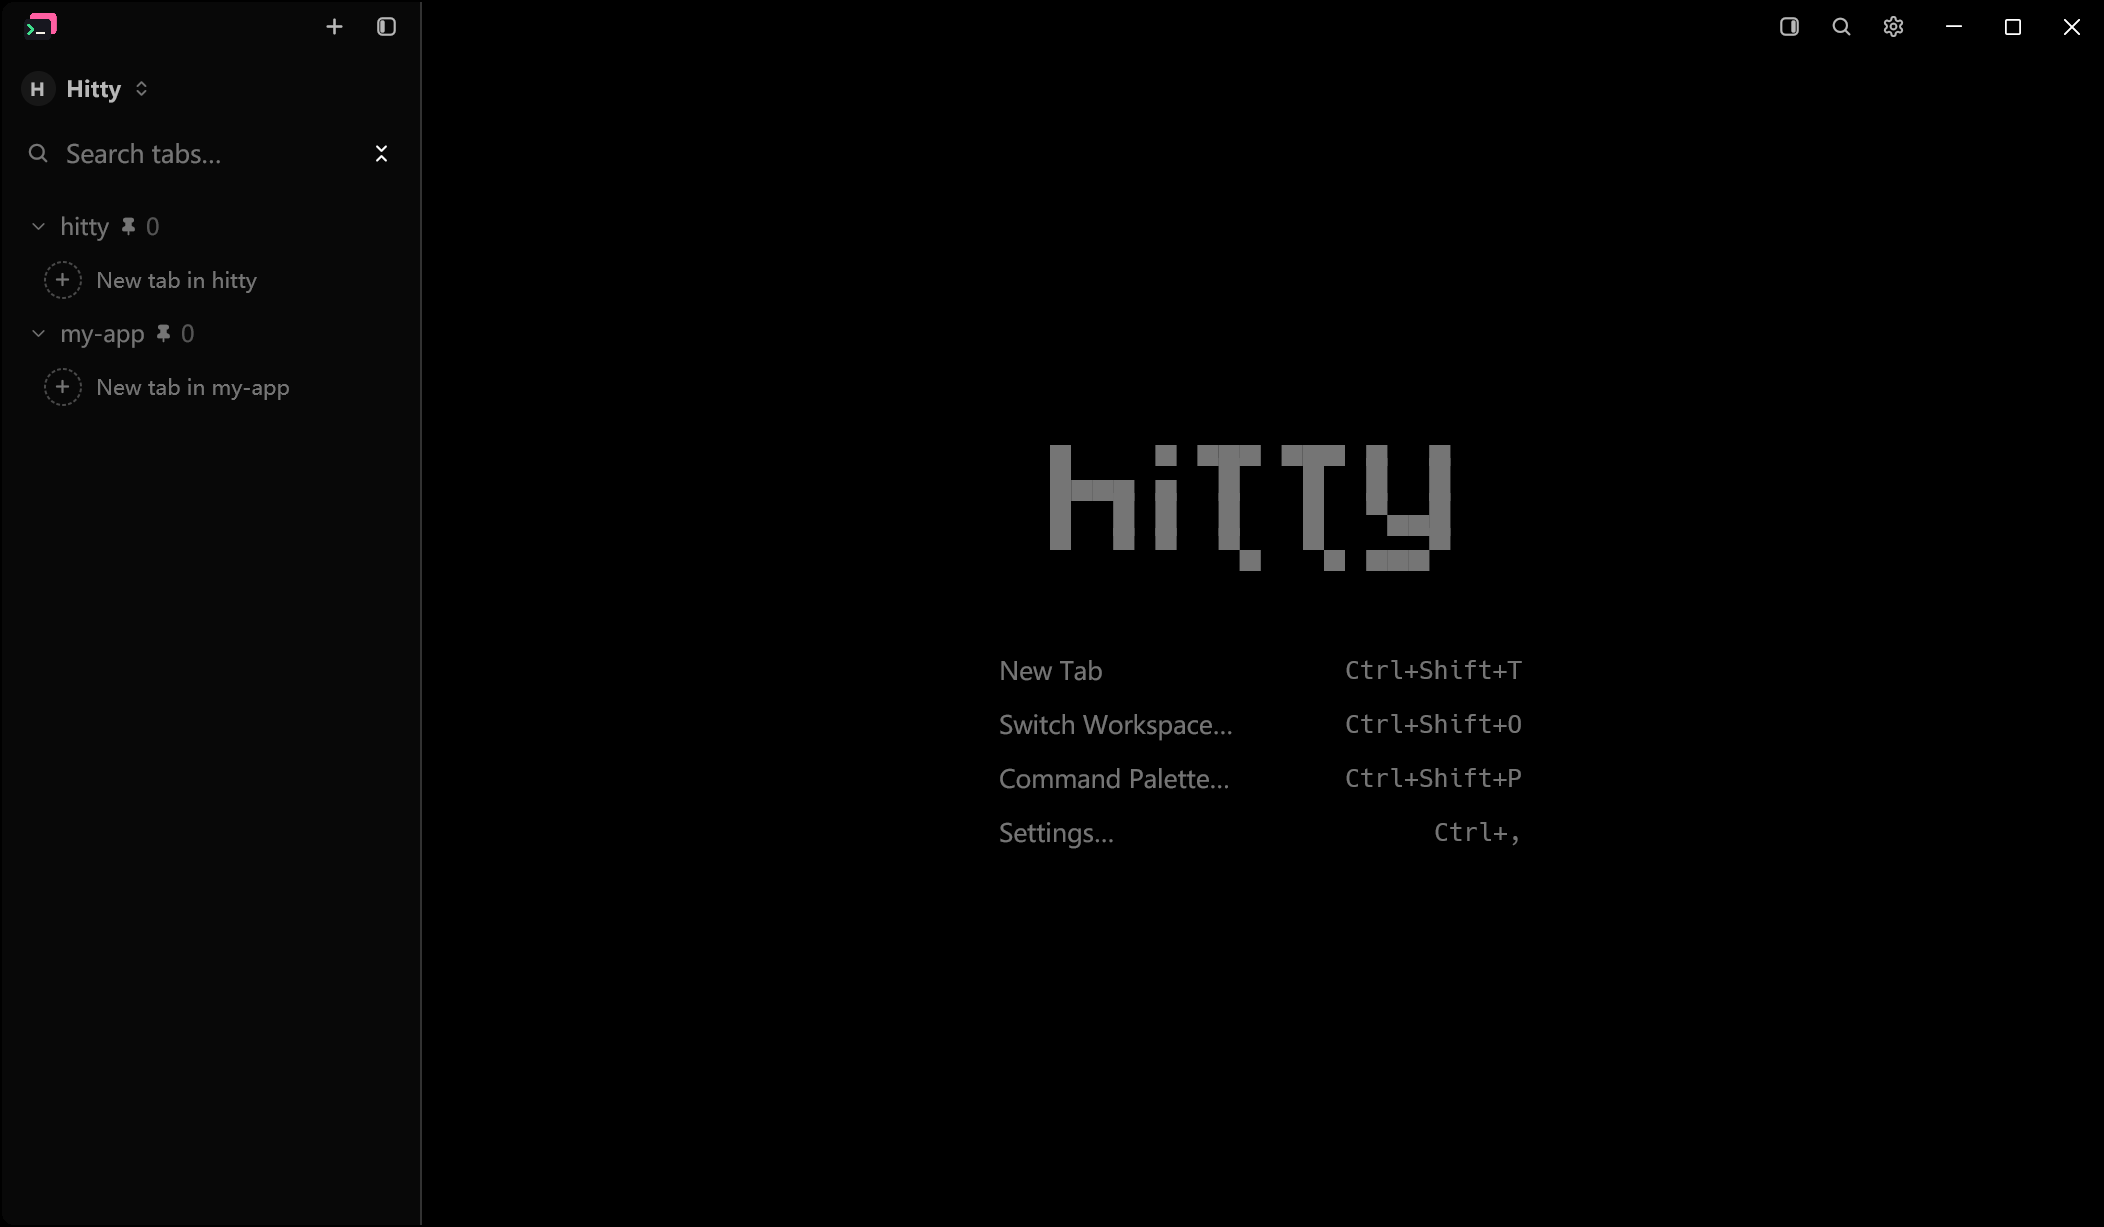 H Hitty
Search tabs...
hitty 0
New tab in hitty
my-app 0
New tab in my-app
hiTTY
New Tab Ctrl+Shift+T
Switch Workspace... Ctrl+Shift+O
Command Palette... Ctrl+Shift+P
Settings... Ctrl+,